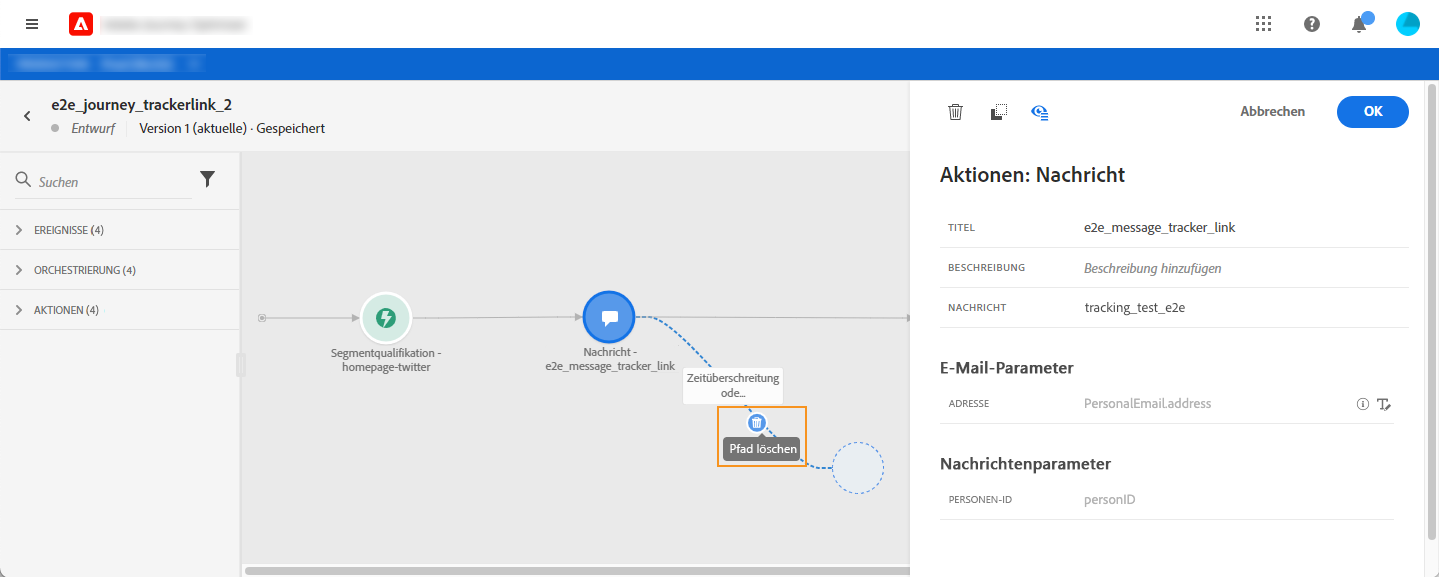 e2e_journey_trackerlink_2
Entwurf
Version 1 (aktuelle) · Gespeichert
Abbrechen
OK
Suchen
EREIGNISSE (4)
ORCHESTRIERUNG (4)
AKTIONEN (4)
Segmentqualifikation -
homepage-twitter
Nachricht -
e2e_message_tracker_link
Zeitüberschreitung
ode...
Pfad löschen
Aktionen: Nachricht
TITEL
e2e_message_tracker_link
BESCHREIBUNG
Beschreibung hinzufügen
NACHRICHT
tracking_test_e2e
E-Mail-Parameter
ADRESSE
PersonalEmail.address
Nachrichtenparameter
PERSONEN-ID
personID